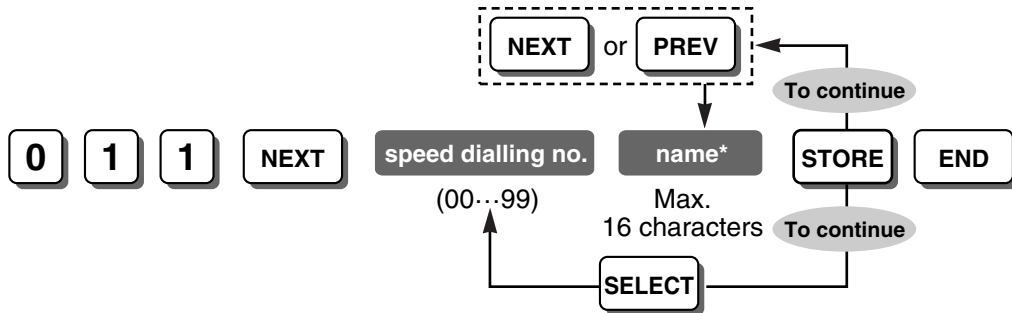 NEXT or PREV
To continue
0 1 1 NEXT speed dialling no. name* STORE END
(00···99) Max.
16 characters
To continue
SELECT